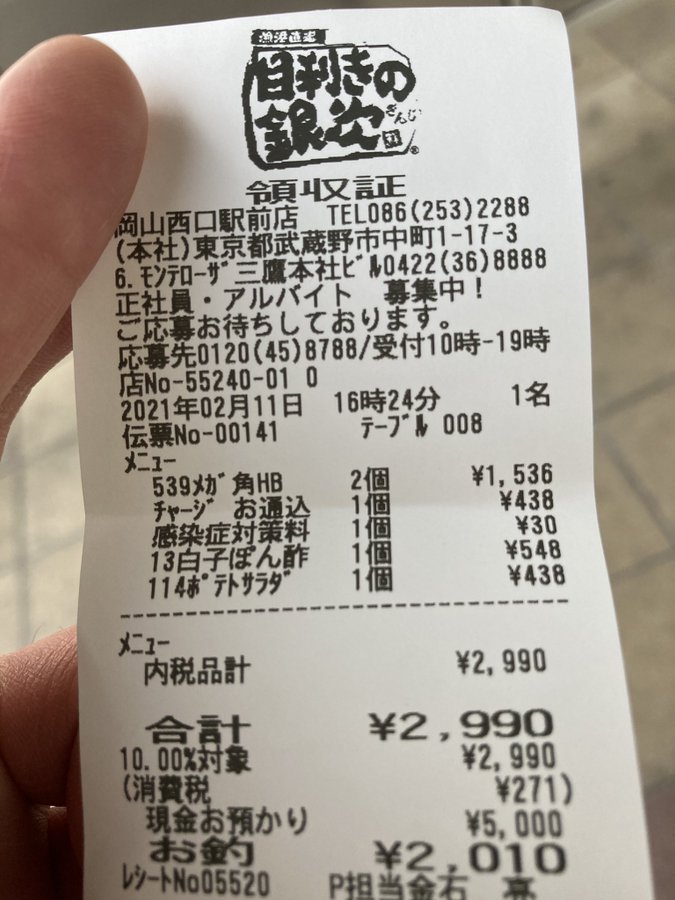 漁港直送
目利きの
銀次
ぎんじ
領収証
岡山西口駅前店 TEL086(253)2288
(本社)東京都武蔵野市中町1-17-3
6.ﾓﾝﾃﾛｰｻﾞ三鷹本社ﾋﾞﾙ0422(36)8888
正社員・アルバイト 募集中！
ご応募お待ちしております。
応募先0120(45)8788/受付10時-19時
店No-55240-01 0
2021年02月11日 16時24分 1名
伝票No-00141 ﾃｰﾌﾞﾙ 008
ﾒﾆｭｰ
539ﾒｶﾞ角HB 2個 ¥1,536
ﾁｬｰｼﾞ お通込 1個 ¥438
感染症対策料 1個 ¥30
13白子ぽん酢 1個 ¥548
114ﾎﾟﾃﾄｻﾗﾀﾞ 1個 ¥438
ﾒﾆｭｰ
内税品計 ¥2,990
合計 ¥2,990
10.00%対象 ¥2,990
(消費税 ¥271)
現金お預かり ¥5,000
お釣 ¥2,010
ﾚｼｰﾄNo05520 P担当金右 亮